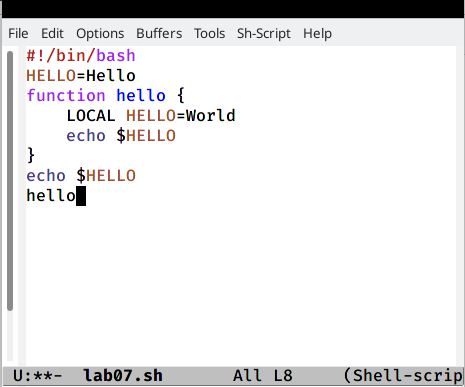 File Edit Options Buffers Tools Sh-Script Help
#!/bin/bash
HELLO=Hello
function hello {
    LOCAL HELLO=World
    echo $HELLO
}
echo $HELLO
hello
U:**- lab07.sh All L8 (Shell-scrip